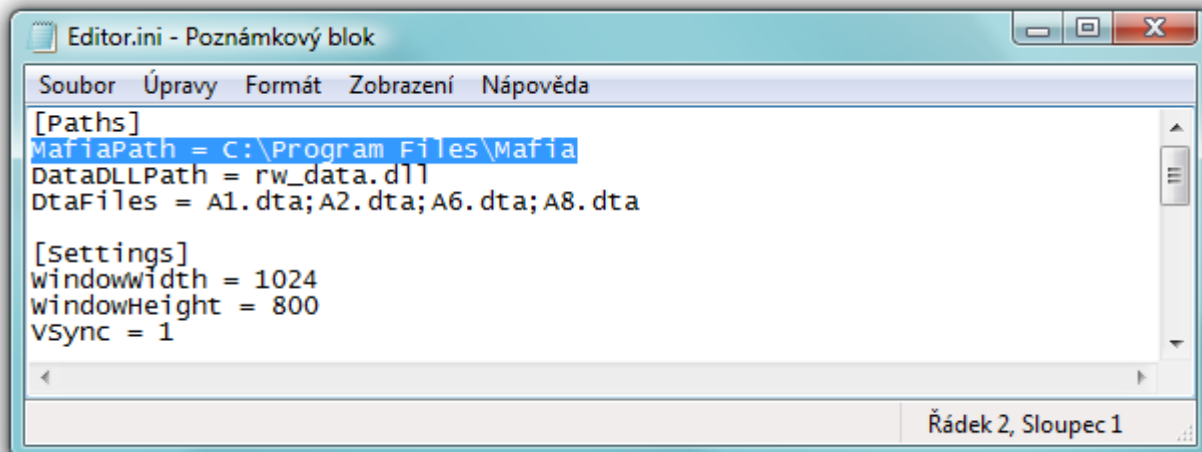 Editor.ini - Poznámkový blok
Soubor Úpravy Formát Zobrazení Nápověda
[Paths]
MafiaPath = C:\Program Files\Mafia
DataDLLPath = rw_data.dll
DtaFiles = A1.dta;A2.dta;A6.dta;A8.dta
[Settings]
WindowWidth = 1024
WindowHeight = 800
VSync = 1
Řádek 2, Sloupec 1